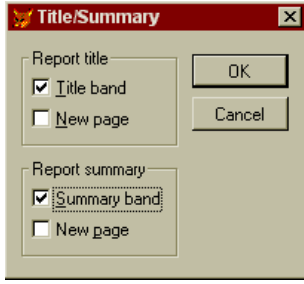 Title/Summary
Report title
Title band
New page
OK
Cancel
Report summary
Summary band
New page